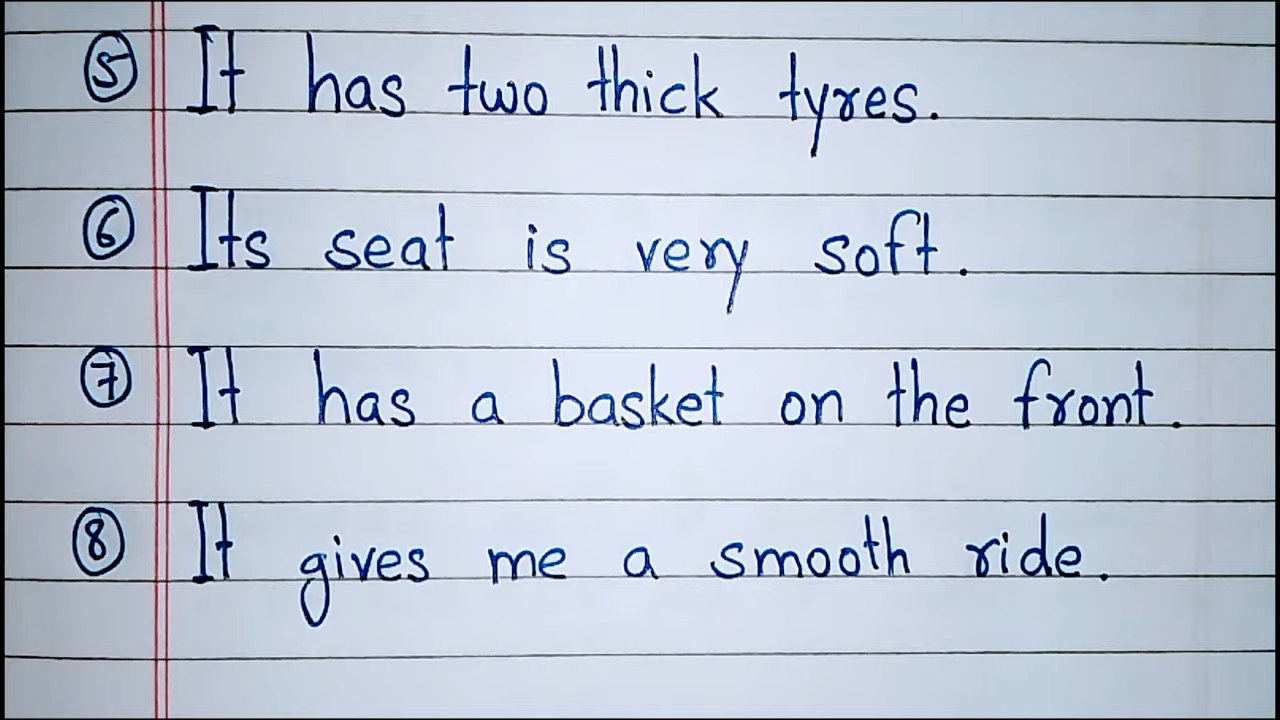 5 It has two thick tyres.
6 Its seat is very soft.
7 It has a basket on the front.
8 It gives me a smooth ride.